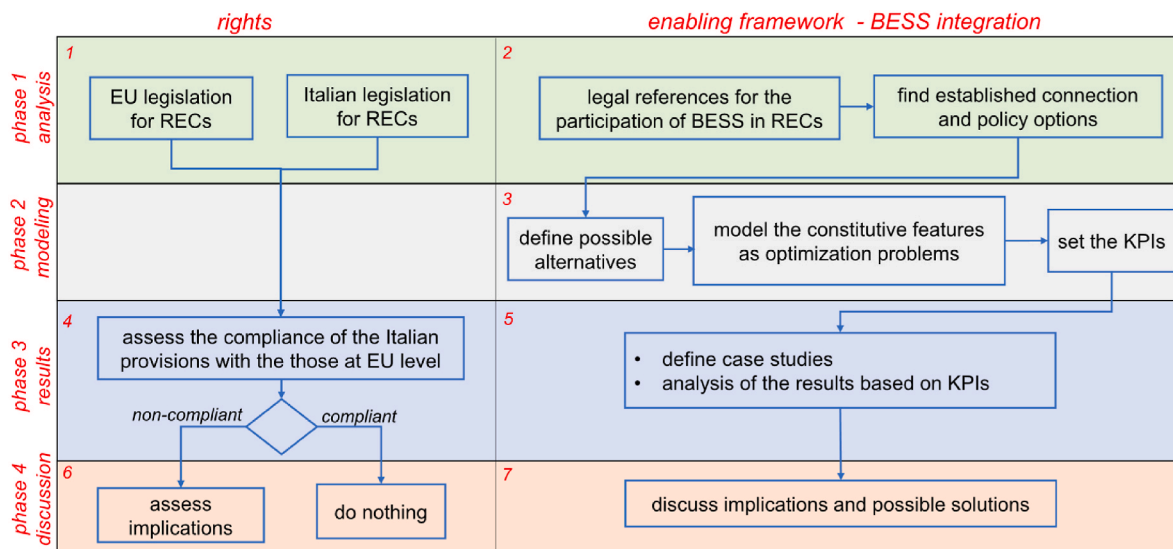 rights
enabling framework - BESS integration
phase 1
analysis
1
EU legislation
for RECs
Italian legislation
for RECs
2
legal references for the
participation of BESS in RECs
find established connection
and policy options
phase 2
modeling
3
define possible
alternatives
model the constitutive features
as optimization problems
set the KPIs
phase 3
results
4
assess the compliance of the Italian
provisions with the those at EU level
non-compliant
compliant
5
• define case studies
• analysis of the results based on KPIs
phase 4
discussion
6
assess
implications
do nothing
7
discuss implications and possible solutions